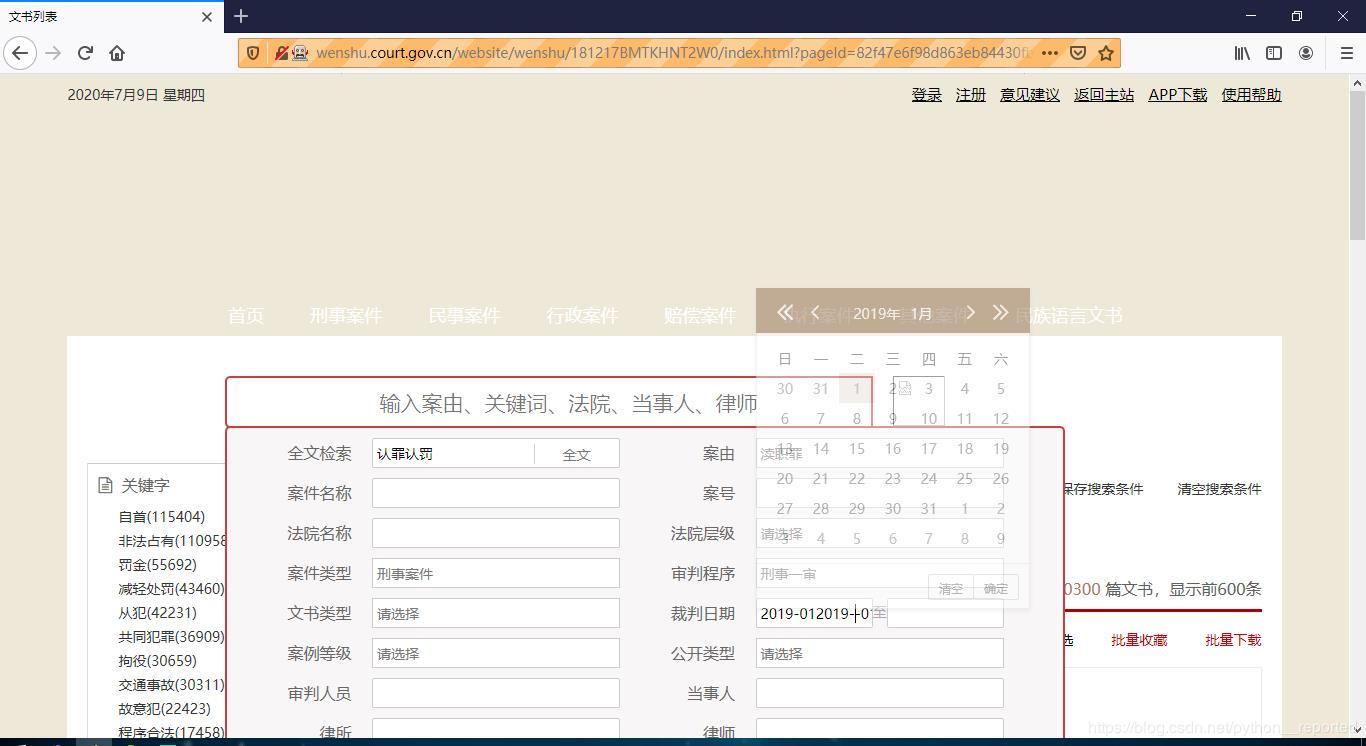 文书列表
wenshu.court.gov.cn/website/wenshu/181217BMTKHNT2W0/index.html?pageId=82f47e6f98d863eb84430f
2020年7月9日 星期四
登录 注册 意见建议 返回主站 APP下载 使用帮助
首页 刑事案件 民事案件 行政案件 赔偿案件 执行案件 民族语言文书
2019年 1月
日 一 二 三 四 五 六
30 31 1 2 3 4 5
6 7 8 9 10 11 12
13 14 15 16 17 18 19
20 21 22 23 24 25 26
27 28 29 30 31 1 2
3 4 5 6 7 8 9
清空 确定
输入案由、关键词、法院、当事人、律师
全文检索 认罪认罚 全文 案由 渎职罪
案件名称 案号
法院名称 法院层级 请选择
案件类型 刑事案件 审判程序 刑事一审
文书类型 请选择 裁判日期 2019-012019--01 至
案例等级 请选择 公开类型 请选择
审判人员 当事人
律所 律师
关键字
自首(115404)
非法占有(110958
罚金(55692)
减轻处罚(43460)
从犯(42231)
共同犯罪(36909)
拘役(30659)
交通事故(30311)
故意犯(22423)
程序合法(17458)
保存搜索条件 清空搜索条件
0300 篇文书，显示前600条
选 批量收藏 批量下载
https://blog.csdn.net/python__reporter